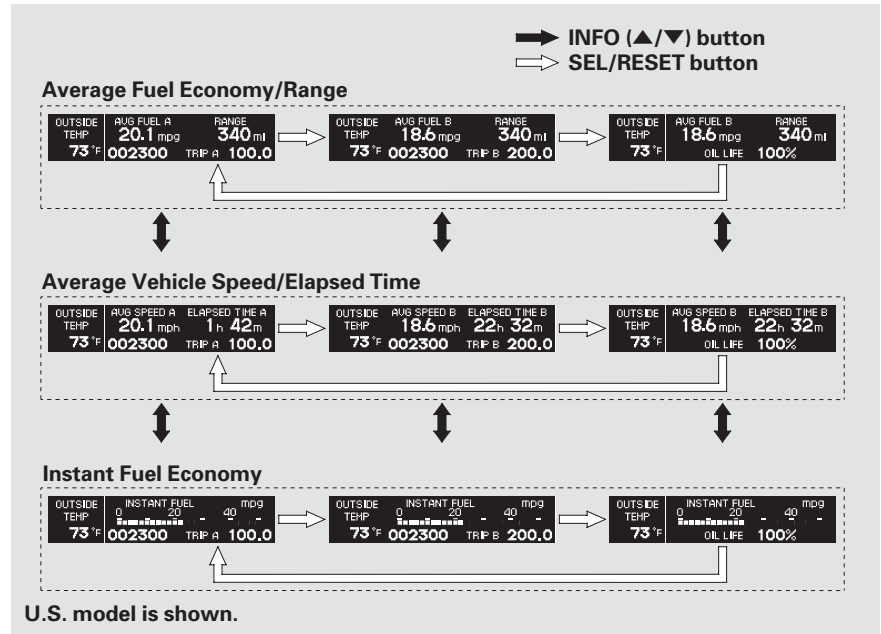 INFO (▲/▼) button
SEL/RESET button
Average Fuel Economy/Range
OUTSIDE TEMP 73°F AVG FUEL A 20.1 mpg RANGE 340 mi 002300 TRIP A 100.0
OUTSIDE TEMP 73°F AVG FUEL B 18.6 mpg RANGE 340 mi 002300 TRIP B 200.0
OUTSIDE TEMP 73°F AVG FUEL B 18.6 mpg RANGE 340 mi OIL LIFE 100%
Average Vehicle Speed/Elapsed Time
OUTSIDE TEMP 73°F AVG SPEED A 20.1 mph ELAPSED TIME A 1h 42m 002300 TRIP A 100.0
OUTSIDE TEMP 73°F AVG SPEED B 18.6 mph ELAPSED TIME B 22h 32m 002300 TRIP B 200.0
OUTSIDE TEMP 73°F AVG SPEED B 18.6 mph ELAPSED TIME B 22h 32m OIL LIFE 100%
Instant Fuel Economy
OUTSIDE TEMP 73°F INSTANT FUEL mpg 0 20 40 002300 TRIP A 100.0
OUTSIDE TEMP 73°F INSTANT FUEL mpg 0 20 40 002300 TRIP B 200.0
OUTSIDE TEMP 73°F INSTANT FUEL mpg 0 20 40 OIL LIFE 100%
U.S. model is shown.